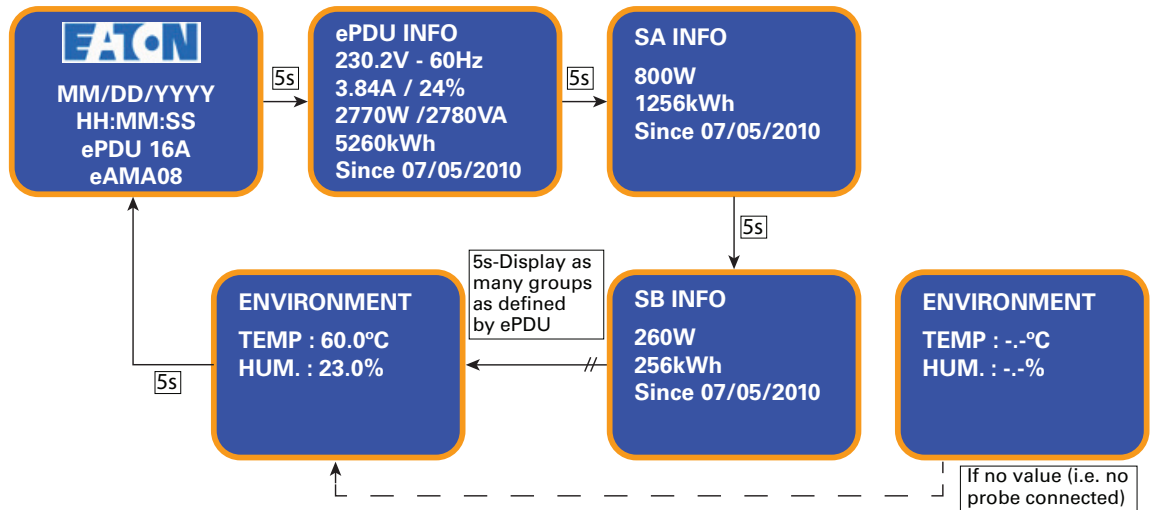 EATON
MM/DD/YYYY
HH:MM:SS
ePDU 16A
eAMA08
5s
ePDU INFO
230.2V - 60Hz
3.84A / 24%
2770W /2780VA
5260kWh
Since 07/05/2010
5s
SA INFO
800W
1256kWh
Since 07/05/2010
5s
SB INFO
260W
256kWh
Since 07/05/2010
5s-Display as
many groups
as defined
by ePDU
ENVIRONMENT
TEMP : 60.0ºC
HUM. : 23.0%
5s
ENVIRONMENT
TEMP : -.-ºC
HUM. : -.-%
If no value (i.e. no
probe connected)